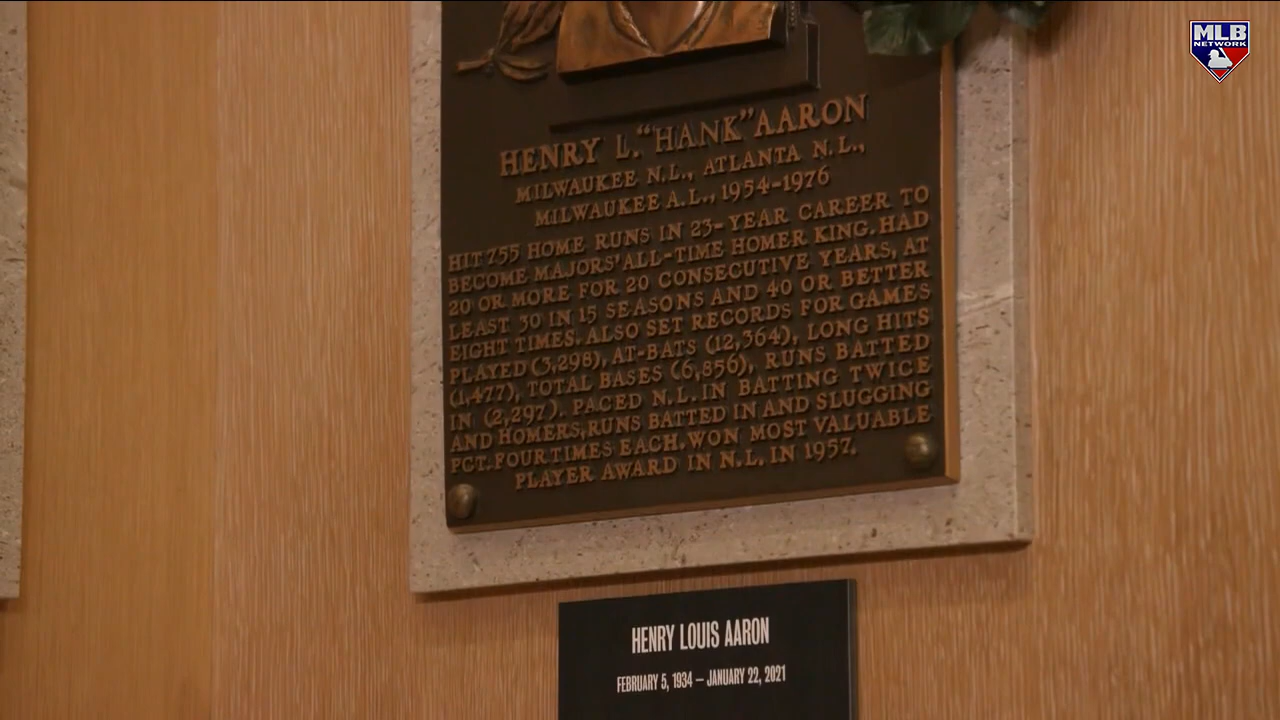 MLB
NETWORK
HENRY L. “HANK” AARON
MILWAUKEE N.L., ATLANTA N.L.,
MILWAUKEE A.L., 1954-1976
HIT 755 HOME RUNS IN 23-YEAR CAREER TO
BECOME MAJORS' ALL-TIME HOMER KING. HAD
20 OR MORE FOR 20 CONSECUTIVE YEARS, AT
LEAST 30 IN 15 SEASONS AND 40 OR BETTER
EIGHT TIMES. ALSO SET RECORDS FOR GAMES
PLAYED (3,298), AT-BATS (12,364), LONG HITS
(1,477), TOTAL BASES (6,856), RUNS BATTED
IN (2,297). PACED N.L. IN BATTING TWICE
AND HOMERS, RUNS BATTED IN AND SLUGGING
PCT. FOUR TIMES EACH. WON MOST VALUABLE
PLAYER AWARD IN N.L. IN 1957.
HENRY LOUIS AARON
FEBRUARY 5, 1934 – JANUARY 22, 2021